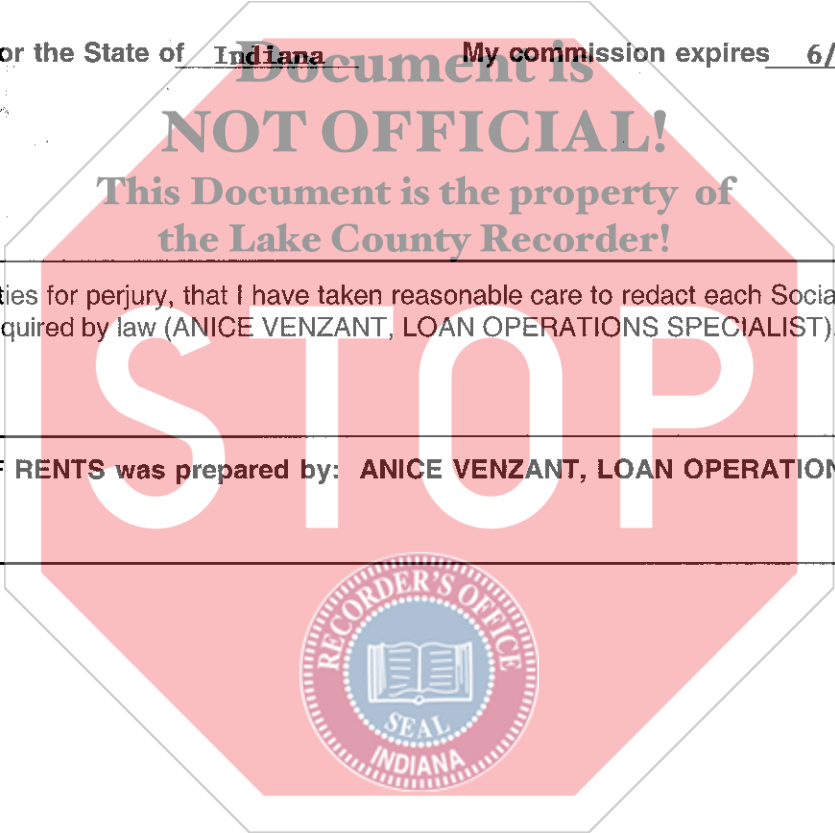 or the State of Indiana My commission expires 6/
Document is
NOT OFFICIAL!
This Document is the property of
the Lake County Recorder!
ties for perjury, that I have taken reasonable care to redact each Socia
quired by law (ANICE VENZANT, LOAN OPERATIONS SPECIALIST)
STOP
F RENTS was prepared by: ANICE VENZANT, LOAN OPERATION
RECORDER'S OFFICE
SEAL
INDIANA